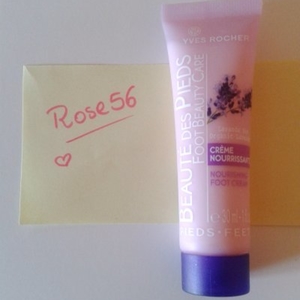 Rose56
YVES ROCHER
BEAUTÉ DES PIEDS
FOOT BEAUTY CARE
CRÈME
NOURRISSANTE
NOURISHING
FOOT CREAM
PIEDS-FEET